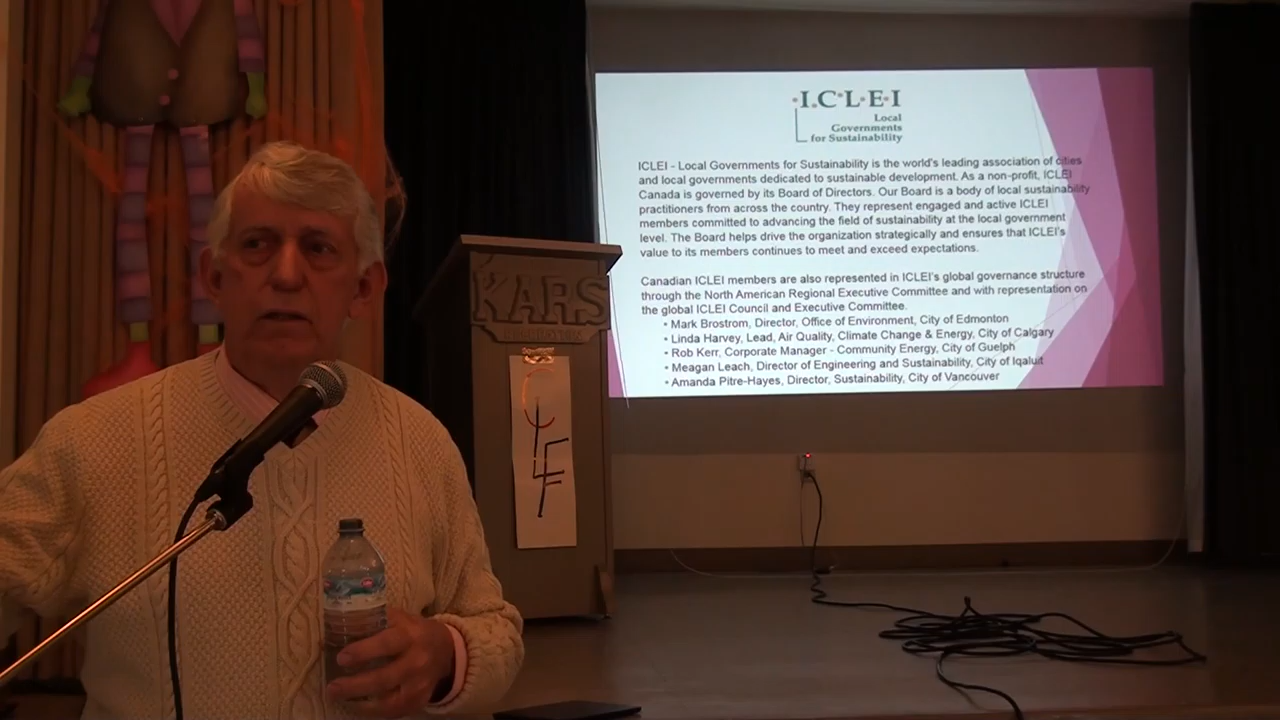 ·I·C·L·E·I
Local
Governments
for Sustainability
ICLEI - Local Governments for Sustainability is the world's leading association of cities
and local governments dedicated to sustainable development. As a non-profit, ICLEI
Canada is governed by its Board of Directors. Our Board is a body of local sustainability
practitioners from across the country. They represent engaged and active ICLEI
members committed to advancing the field of sustainability at the local government
level. The Board helps drive the organization strategically and ensures that ICLEI's
value to its members continues to meet and exceed expectations.
Canadian ICLEI members are also represented in ICLEI's global governance structure
through the North American Regional Executive Committee and with representation on
the global ICLEI Council and Executive Committee.
• Mark Brostrom, Director, Office of Environment, City of Edmonton
• Linda Harvey, Lead, Air Quality, Climate Change & Energy, City of Calgary
• Rob Kerr, Corporate Manager - Community Energy, City of Guelph
• Meagan Leach, Director of Engineering and Sustainability, City of Iqaluit
• Amanda Pitre-Hayes, Director, Sustainability, City of Vancouver
KARS